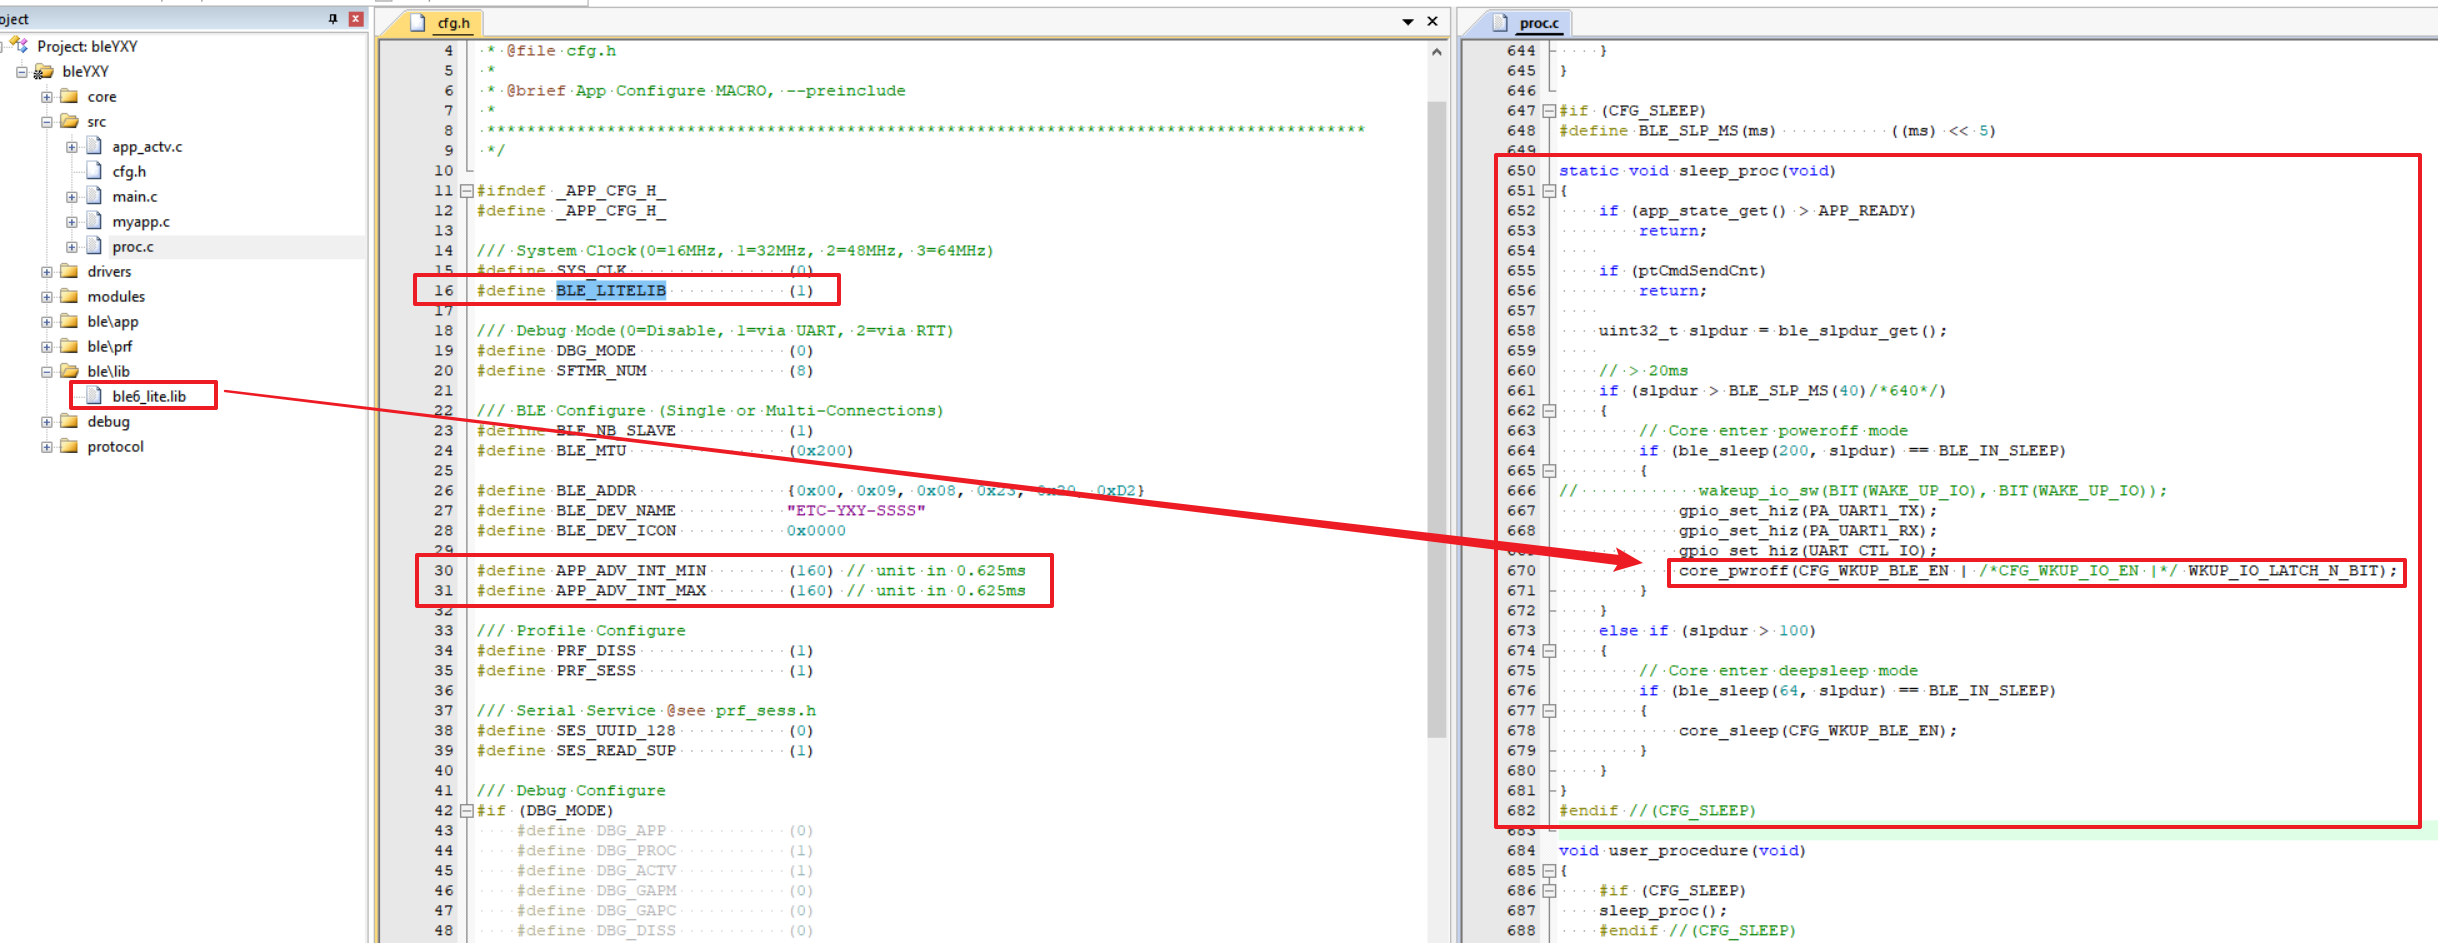 oject
Project: bleYXY
bleYXY
core
src
app_actv.c
cfg.h
main.c
myapp.c
proc.c
drivers
modules
ble\app
ble\prf
ble\lib
ble6_lite.lib
debug
protocol
cfg.h
4 * @file cfg.h
5 *
6 * @brief App Configure MACRO, --preinclude
7 *
8 ****************************************************************************************
9 */
10
11 #ifndef _APP_CFG_H_
12 #define _APP_CFG_H_
13
14 /// System Clock(0=16MHz, 1=32MHz, 2=48MHz, 3=64MHz)
15 #define SYS_CLK (0)
16 #define BLE_LITELIB (1)
17
18 /// Debug Mode(0=Disable, 1=via UART, 2=via RTT)
19 #define DBG_MODE (0)
20 #define SFTMR_NUM (8)
21
22 /// BLE Configure (Single or Multi-Connections)
23 #define BLE_NB_SLAVE (1)
24 #define BLE_MTU (0x200)
25
26 #define BLE_ADDR {0x00, 0x09, 0x08, 0x23, 0x20, 0xD2}
27 #define BLE_DEV_NAME "ETC-YXY-SSSS"
28 #define BLE_DEV_ICON 0x0000
29
30 #define APP_ADV_INT_MIN (160) // unit in 0.625ms
31 #define APP_ADV_INT_MAX (160) // unit in 0.625ms
32
33 /// Profile Configure
34 #define PRF_DISS (1)
35 #define PRF_SESS (1)
36
37 /// Serial Service @see prf_sess.h
38 #define SES_UUID_128 (0)
39 #define SES_READ_SUP (1)
40
41 /// Debug Configure
42 #if (DBG_MODE)
43 #define DBG_APP (0)
44 #define DBG_PROC (1)
45 #define DBG_ACTV (1)
46 #define DBG_GAPM (0)
47 #define DBG_GAPC (0)
48 #define DBG_DISS (0)
proc.c
644 }
645 }
646
647 #if (CFG_SLEEP)
648 #define BLE_SLP_MS(ms) ((ms) << 5)
649
650 static void sleep_proc(void)
651 {
652 if (app_state_get() > APP_READY)
653 return;
654
655 if (ptCmdSendCnt)
656 return;
657
658 uint32_t slpdur = ble_slpdur_get();
659
660 // > 20ms
661 if (slpdur > BLE_SLP_MS(40)/*640*/)
662 {
663 // Core enter poweroff mode
664 if (ble_sleep(200, slpdur) == BLE_IN_SLEEP)
665 {
666 // wakeup_io_sw(BIT(WAKE_UP_IO), BIT(WAKE_UP_IO));
667 gpio_set_hiz(PA_UART1_TX);
668 gpio_set_hiz(PA_UART1_RX);
669 gpio_set_hiz(UART_CTL_IO);
670 core_pwroff(CFG_WKUP_BLE_EN | /*CFG_WKUP_IO_EN |*/ WKUP_IO_LATCH_N_BIT);
671 }
672 }
673 else if (slpdur > 100)
674 {
675 // Core enter deepsleep mode
676 if (ble_sleep(64, slpdur) == BLE_IN_SLEEP)
677 {
678 core_sleep(CFG_WKUP_BLE_EN);
679 }
680 }
681 }
682 #endif //(CFG_SLEEP)
683
684 void user_procedure(void)
685 {
686 #if (CFG_SLEEP)
687 sleep_proc();
688 #endif //(CFG_SLEEP)